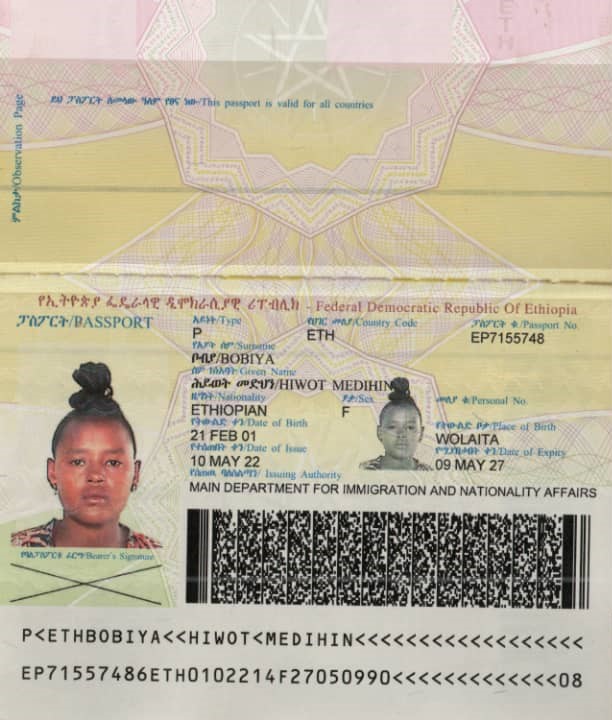 ETH
ምልከታ/Observation Page
ይህ ፓስፖርት ለመላው ዓለም የፀና ነው/This passport is valid for all countries
የኢትዮጵያ ፌዴራላዊ ዲሞክራሲያዊ ሪፐብሊክ - Federal Democratic Republic Of Ethiopia
ፓስፖርት/PASSPORT
አይነት/Type የሀገር መለያ/Country Code ፓስፖርት ቁ/Passport No.
P ETH EP7155748
የአያት ስም/Surname
ቦብያ/BOBIYA
ስም ከነአባት/Given Name
ሕይወት መድህን/HIWOT MEDIHIN
ዜግነት/Nationality ፆታ/Sex መለያ ቁ/Personal No.
ETHIOPIAN F
የትውልድ ቀን/Date of Birth የትውልድ ቦታ/Place of Birth
21 FEB 01 WOLAITA
የተሰጠበት ቀን/Date of Issue የሚያበቃበት ቀን/Date of Expiry
10 MAY 22 09 MAY 27
የሰጠው ባለስልጣን/ Issuing Authority
MAIN DEPARTMENT FOR IMMIGRATION AND NATIONALITY AFFAIRS
የባለፓስፖርቱ ፊርማ/Bearer's Signature
P<ETHBOBIYA<<HIWOT<MEDIHIN<<<<<<<<<<<<<<<<<<
EP71557486ETH0102214F27050990<<<<<<<<<<<<<08